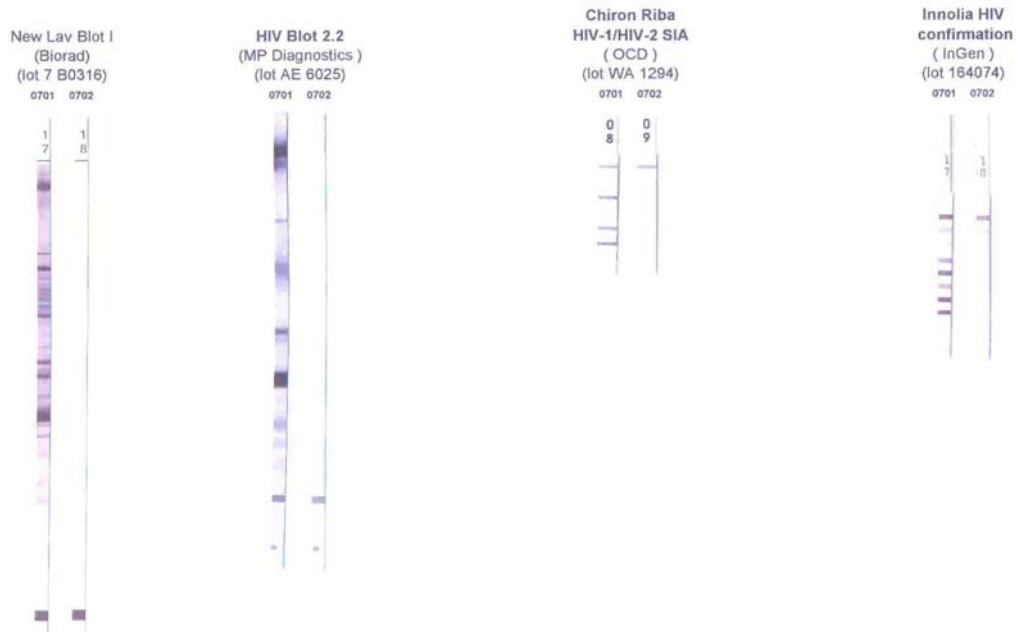 New Lav Blot I
(Biorad)
(lot 7 B0316)
0701 0702
1 1
7 8
HIV Blot 2.2
(MP Diagnostics )
(lot AE 6025)
0701 0702
Chiron Riba
HIV-1/HIV-2 SIA
( OCD )
(lot WA 1294)
0701 0702
0 0
8 9
Innolia HIV
confirmation
( InGen )
(lot 164074)
0701 0702
1 1
7 8